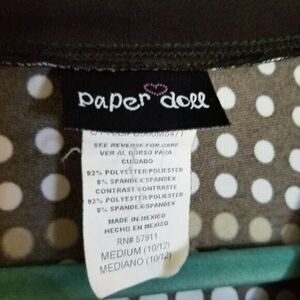 paper doll
SEE REVERSE FOR CARE
VER AL DORSO PARA
CUIDADO
92% POLYESTER/POLIESTER
8% SPANDEX/SPANDEX
CONTRAST/CONTRASTE
92% POLYESTER/POLIESTER
8% SPANDEX/SPANDEX
MADE IN MEXICO
HECHO EN MEXICO
RN# 57911
MEDIUM (10/12)
MEDIANO (10/12)